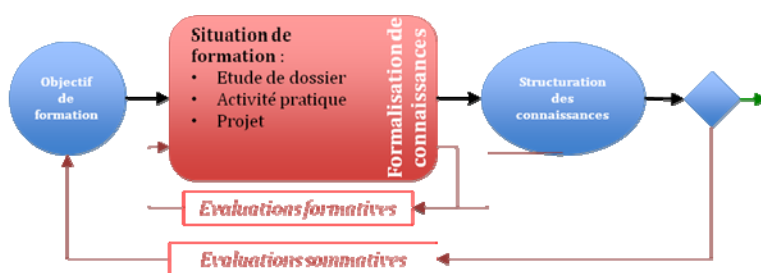 Objectif
de
formation
Situation de
formation :
• Etude de dossier
• Activité pratique
• Projet
Formalisation de
connaissances
Structuration
des
connaissances
Evaluations formatives
Evaluations sommatives